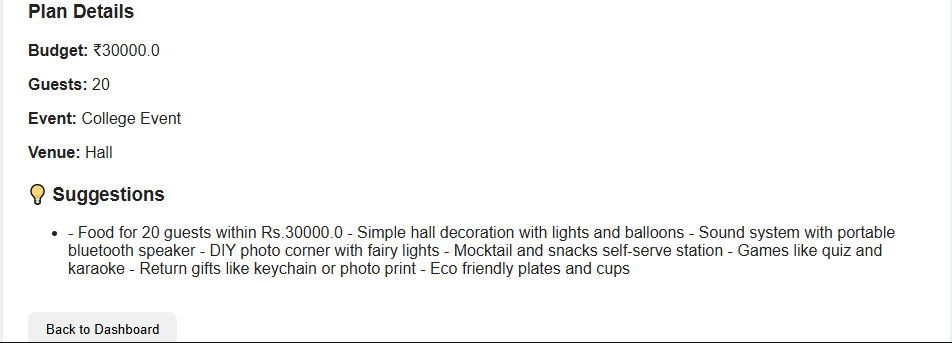 Plan Details
Budget: ₹30000.0
Guests: 20
Event: College Event
Venue: Hall
Suggestions
- Food for 20 guests within Rs.30000.0 - Simple hall decoration with lights and balloons - Sound system with portable
bluetooth speaker - DIY photo corner with fairy lights - Mocktail and snacks self-serve station - Games like quiz and
karaoke - Return gifts like keychain or photo print - Eco friendly plates and cups
Back to Dashboard